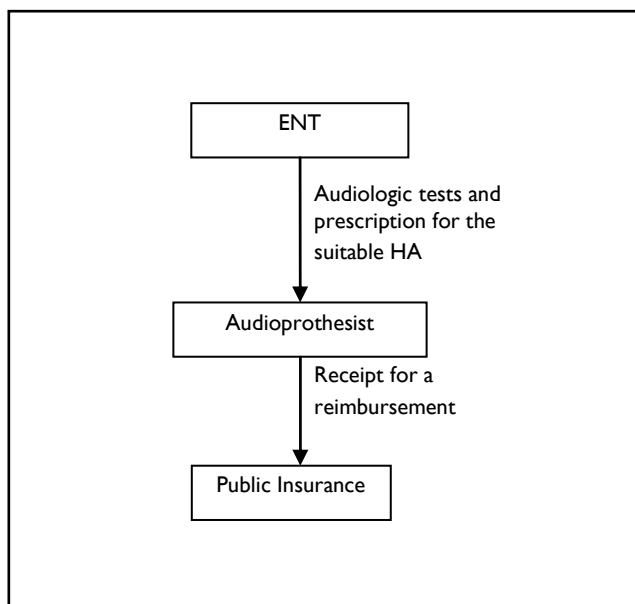 ENT
Audiologic tests and
prescription for the
suitable HA
Audioprothesist
Receipt for a
reimbursement
Public Insurance